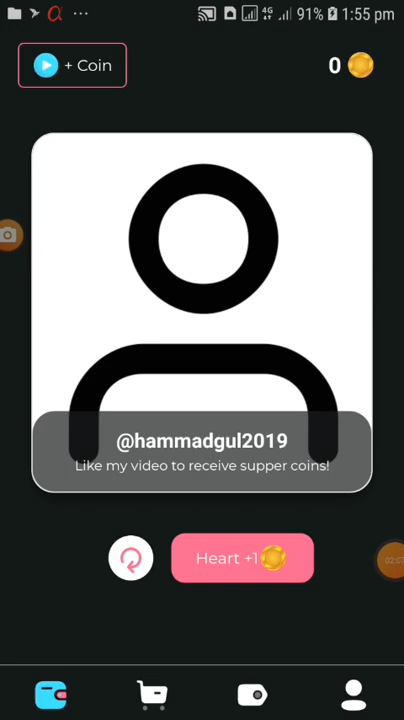 4G
91%
1:55 pm
+ Coin
0
@hammadgul2019
Like my video to receive supper coins!
Heart +1